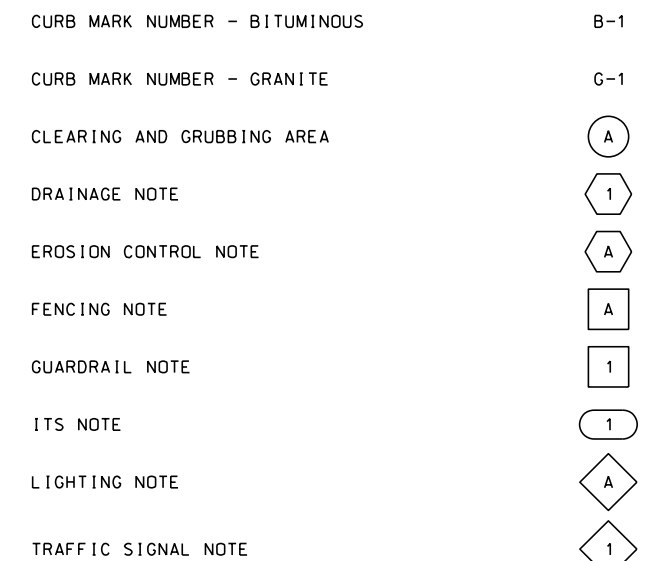 CURB MARK NUMBER - BITUMINOUS B-1
CURB MARK NUMBER - GRANITE G-1
CLEARING AND GRUBBING AREA A
DRAINAGE NOTE 1
EROSION CONTROL NOTE A
FENCING NOTE A
GUARDRAIL NOTE 1
ITS NOTE 1
LIGHTING NOTE A
TRAFFIC SIGNAL NOTE 1